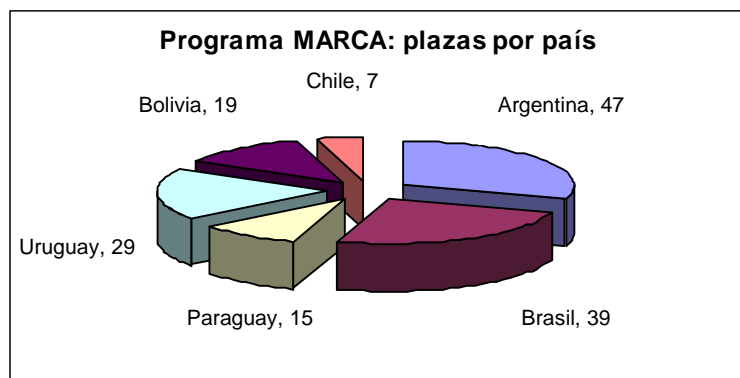 Programa MARCA: plazas por país
Chile, 7
Bolivia, 19
Argentina, 47
Uruguay, 29
Paraguay, 15
Brasil, 39